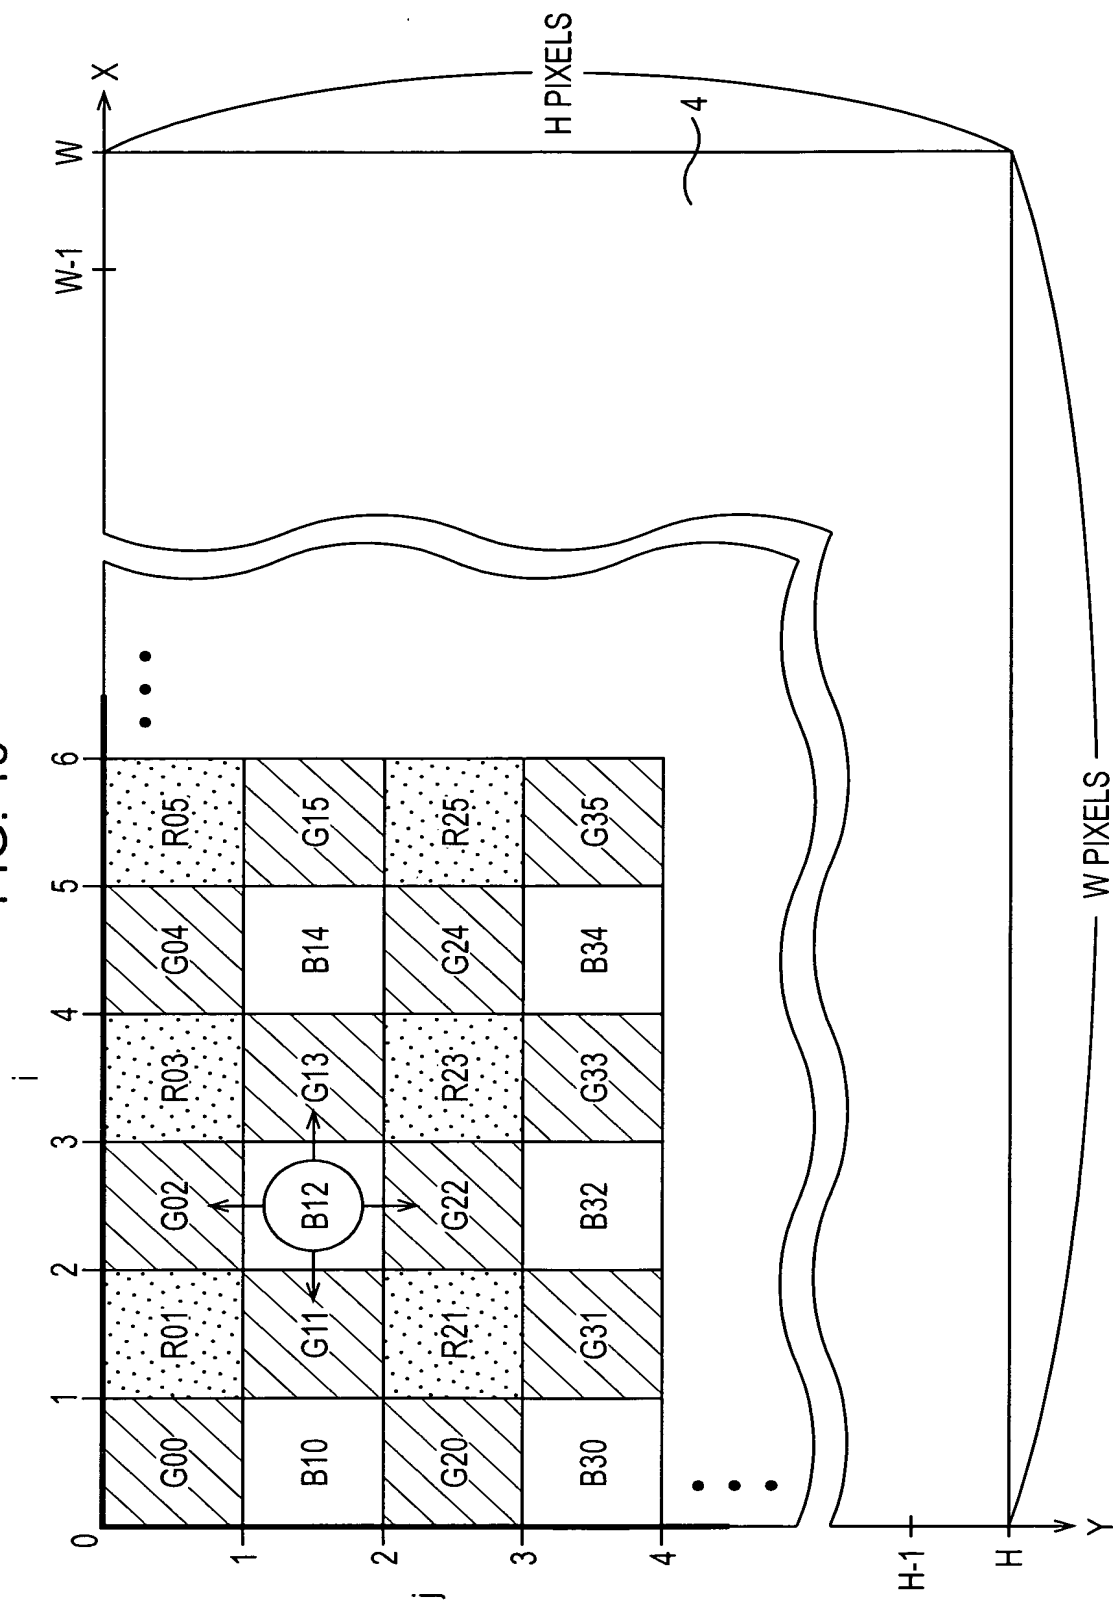 FIG.
i
0 1 2 3 4 5 6 W-1 W X
G00 R01 G02 R03 G04 R05 •••
1
B10 G11 B12 G13 B14 G15
j
2
G20 R21 G22 R23 G24 R25
3
B30 G31 B32 G33 B34 G35
4
H PIXELS
4
H-1
H
Y
W PIXELS